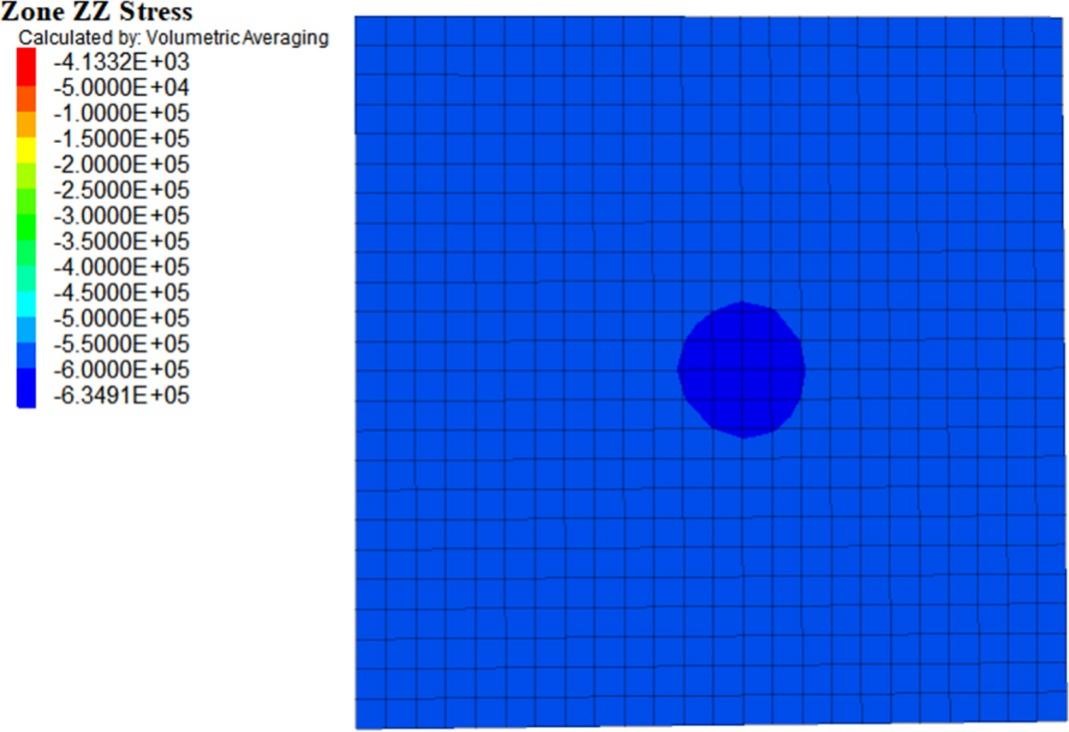 Zone ZZ Stress
Calculated by: Volumetric Averaging
-4.1332E+03
-5.0000E+04
-1.0000E+05
-1.5000E+05
-2.0000E+05
-2.5000E+05
-3.0000E+05
-3.5000E+05
-4.0000E+05
-4.5000E+05
-5.0000E+05
-5.5000E+05
-6.0000E+05
-6.3491E+05